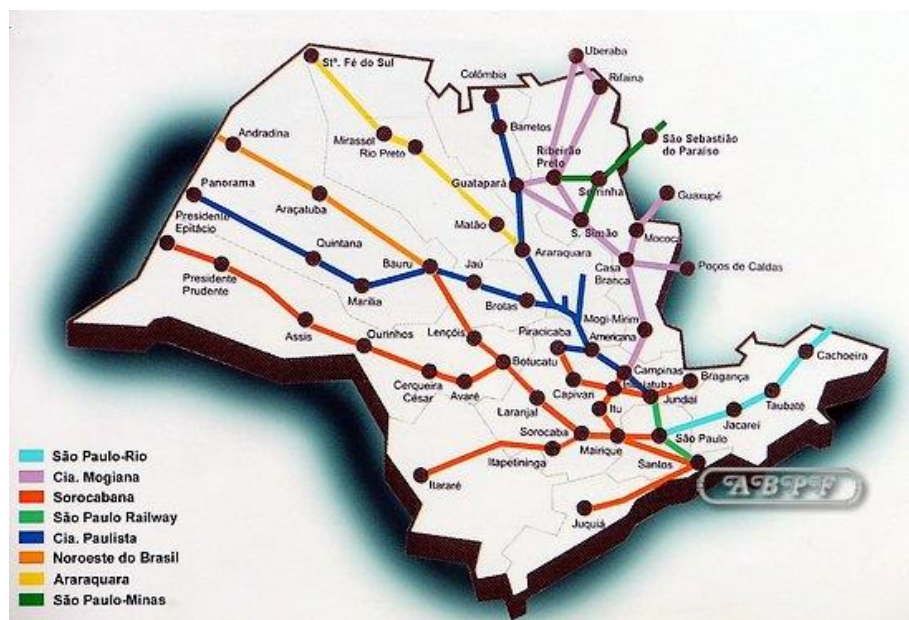 Uberaba
Stª. Fé do Sul
Colômbia
Rifaina
Barretos
Andradina
Mirassol
Rio Preto
Ribeirão
Preto
São Sebastião
do Paraíso
Panorama
Guatapará
Serrinha
Guaxupé
Araçatuba
Presidente
Epitácio
Matão
S. Simão
Mococa
Quintana
Araraquara
Casa
Branca
Poços de Caldas
Bauru
Jaú
Presidente
Prudente
Marília
Brotas
Mogi-Mirim
Assis
Ourinhos
Lençóis
Piracicaba
Americana
Cachoeira
Botucatu
Campinas
Bragança
Cerqueira
César
Avaré
Capivari
Jundiaí
Taubaté
Laranjal
Itu
Jacareí
Sorocaba
Mairique
São Paulo
Itararé
Itapetininga
Santos
ABPF
Juquiá
São Paulo-Rio
Cia. Mogiana
Sorocabana
São Paulo Railway
Cia. Paulista
Noroeste do Brasil
Araraquara
São Paulo-Minas